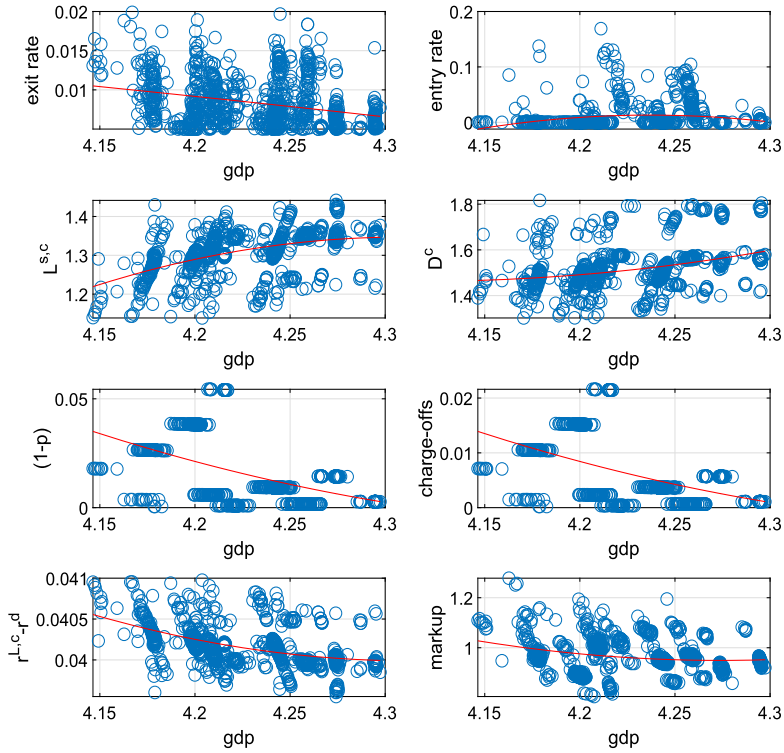 exit rate
0.02
0.015
0.01
4.15 4.2 4.25 4.3
gdp
entry rate
0.2
0.1
0
4.15 4.2 4.25 4.3
gdp
L^s,c
1.4
1.3
1.2
4.15 4.2 4.25 4.3
gdp
D^c
1.8
1.6
1.4
4.15 4.2 4.25 4.3
gdp
(1-p)
0.05
0
4.15 4.2 4.25 4.3
gdp
charge-offs
0.02
0.01
0
4.15 4.2 4.25 4.3
gdp
r^L,c-r^d
0.041
0.0405
0.04
4.15 4.2 4.25 4.3
gdp
markup
1.2
1
4.15 4.2 4.25 4.3
gdp